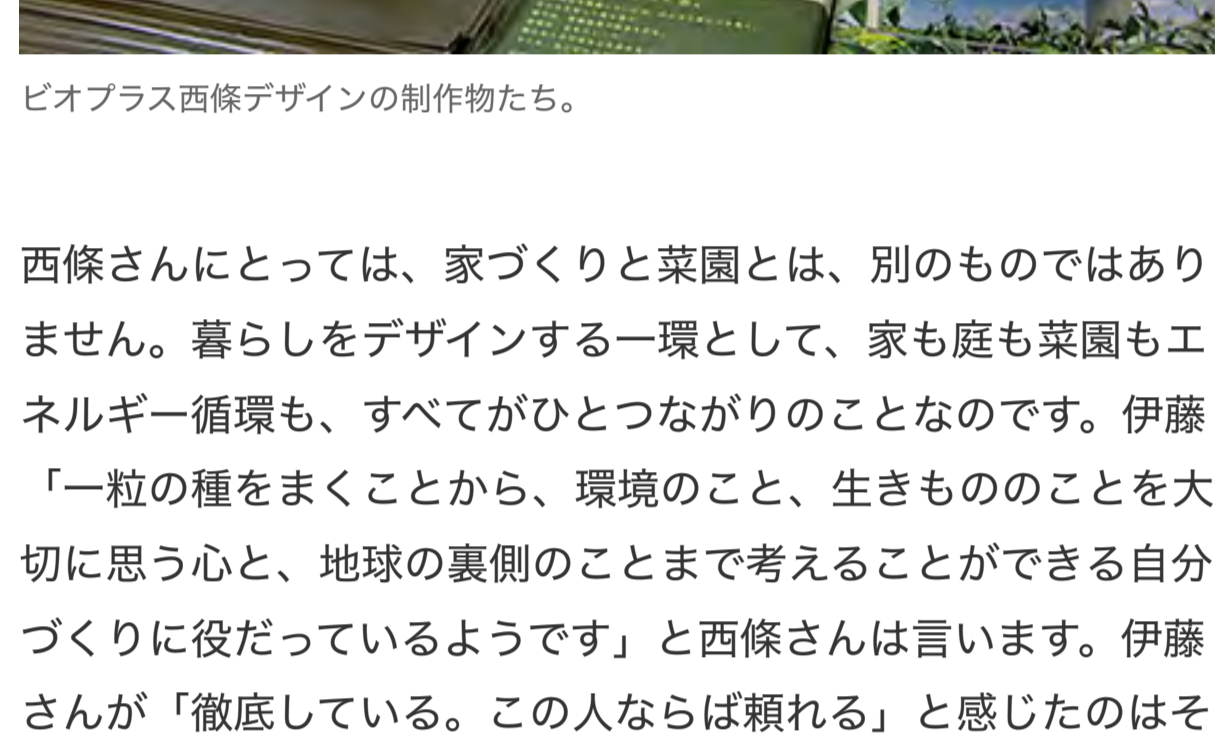 ビオプラス西條デザインの制作物たち。
西條さんにとっては、家づくりと菜園とは、別のものではあり
ません。暮らしをデザインする一環として、家も庭も菜園もエ
ネルギー循環も、すべてがひとつながりのことなのです。伊藤
「一粒の種をまくことから、環境のこと、生きもののことを大
切に思う心と、地球の裏側のことまで考えることができる自分
づくりに役だっているようです」と西條さんは言います。伊藤
さんが「徹底している。この人ならば頼れる」と感じたのはそ